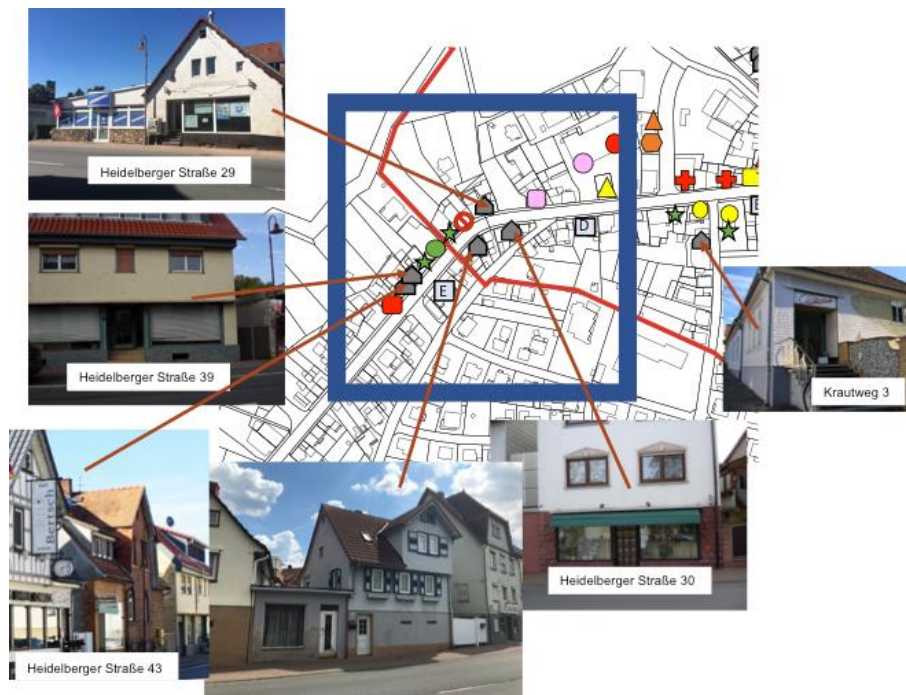 Heidelberger Straße 29
Heidelberger Straße 39
D
E
Krautweg 3
Bertsch
Heidelberger Straße 30
Heidelberger Straße 43